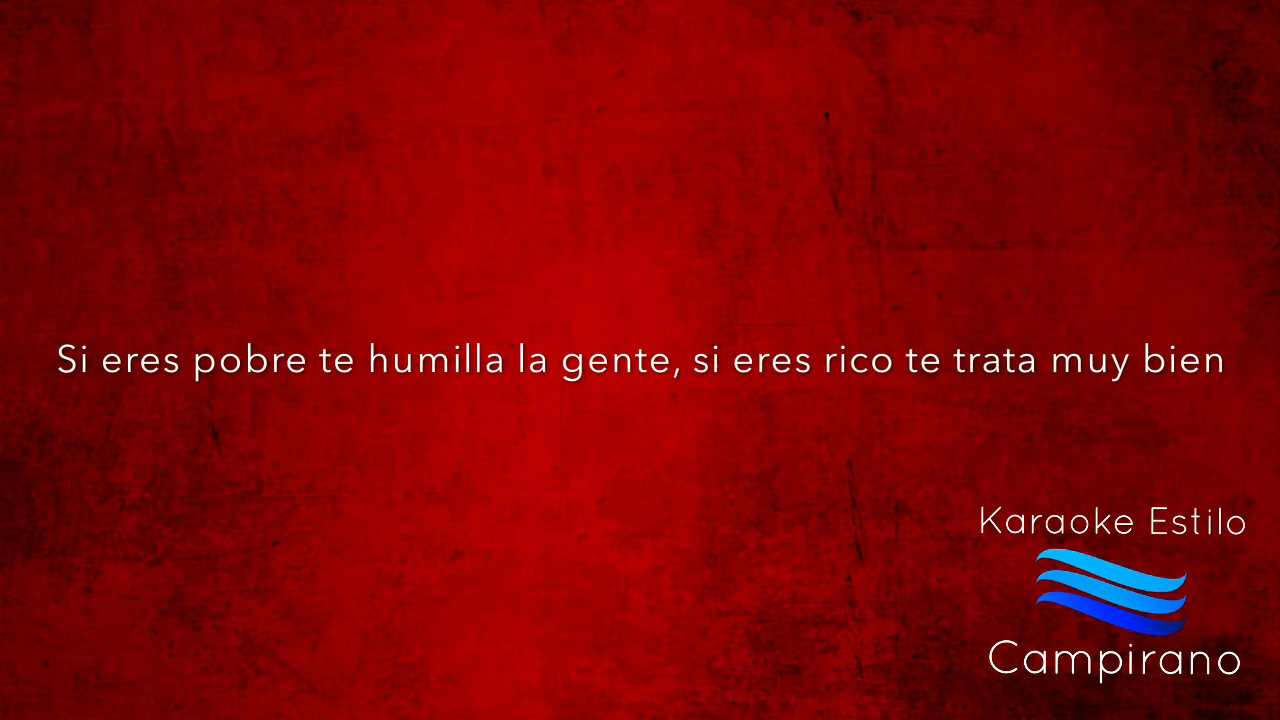 Si eres pobre te humilla la gente, si eres rico te trata muy bien
Karaoke Estilo
Campirano